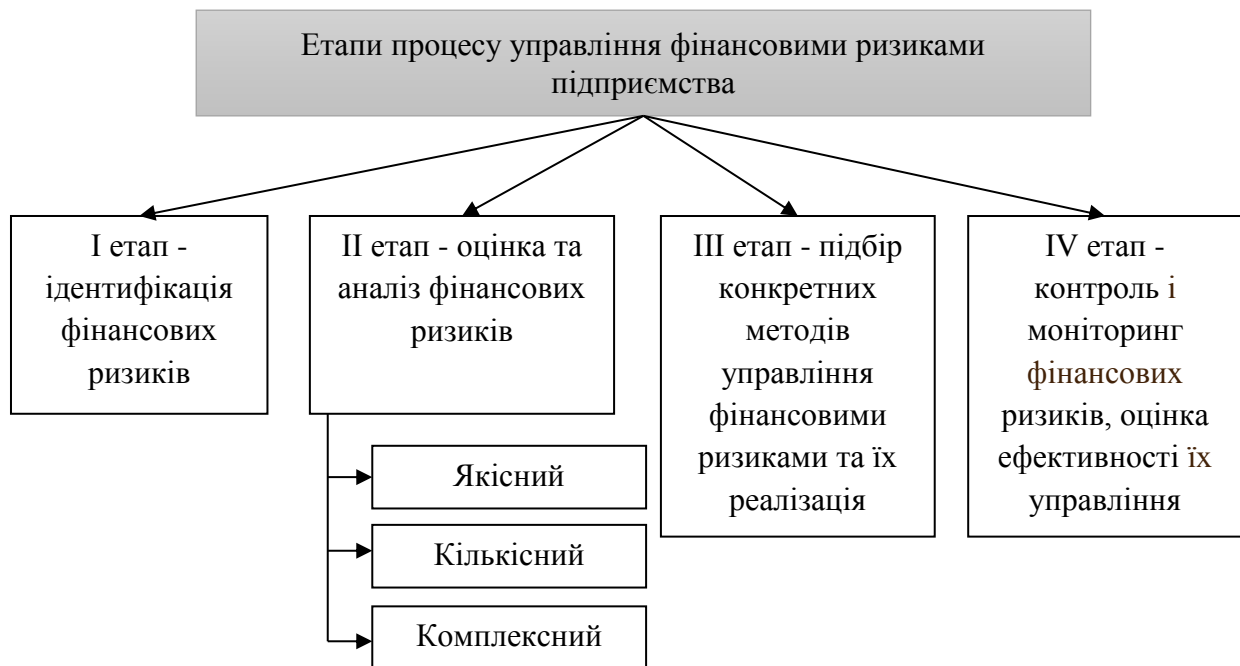 Етапи процесу управління фінансовими ризиками
підприємства
І етап -
ідентифікація
фінансових
ризиків
ІІ етап - оцінка та
аналіз фінансових
ризиків
ІІІ етап - підбір
конкретних
методів
управління
фінансовими
ризиками та їх
реалізація
IV етап -
контроль і
моніторинг
фінансових
ризиків, оцінка
ефективності їх
управління
Якісний
Кількісний
Комплексний